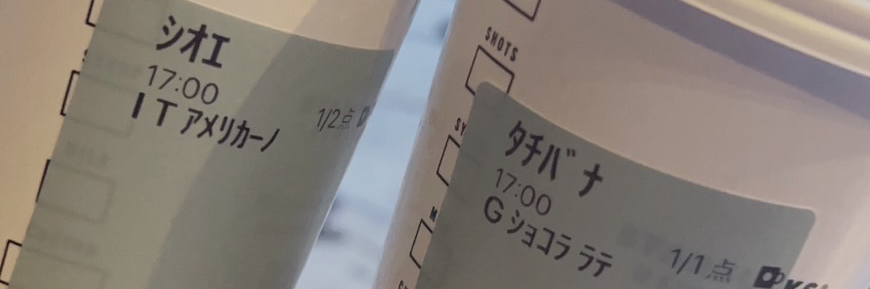 シオエ
17:00
I T アメリカーノ
1/2点
SHOTS
タチバナ
17:00
G ショコラ ラテ
1/1点